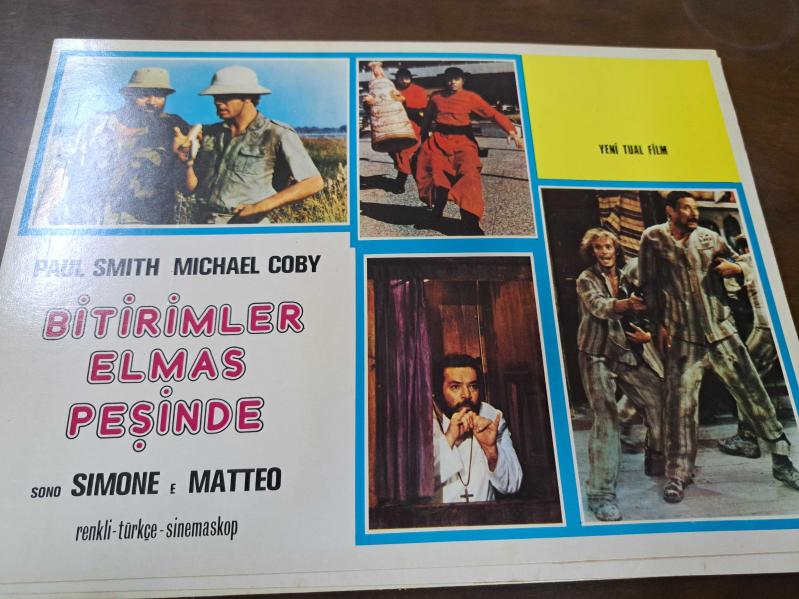 YENİ TUAL FİLM
PAUL SMITH MICHAEL COBY
BİTİRİMLER
ELMAS
PEŞİNDE
SONO SIMONE E MATTEO
renkli-türkçe-sinemaskop